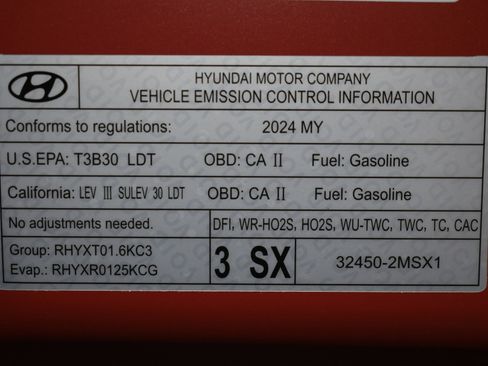 HYUNDAI MOTOR COMPANY
VEHICLE EMISSION CONTROL INFORMATION
Conforms to regulations: 2024 MY
U.S.EPA: T3B30 LDT OBD: CA II Fuel: Gasoline
California: LEV III SULEV 30 LDT OBD: CA II Fuel: Gasoline
No adjustments needed. DFI, WR-HO2S, HO2S, WU-TWC, TWC, TC, CAC
Group: RHYXT01.6KC3
Evap.: RHYXR0125KCG
3 SX
32450-2MSX1